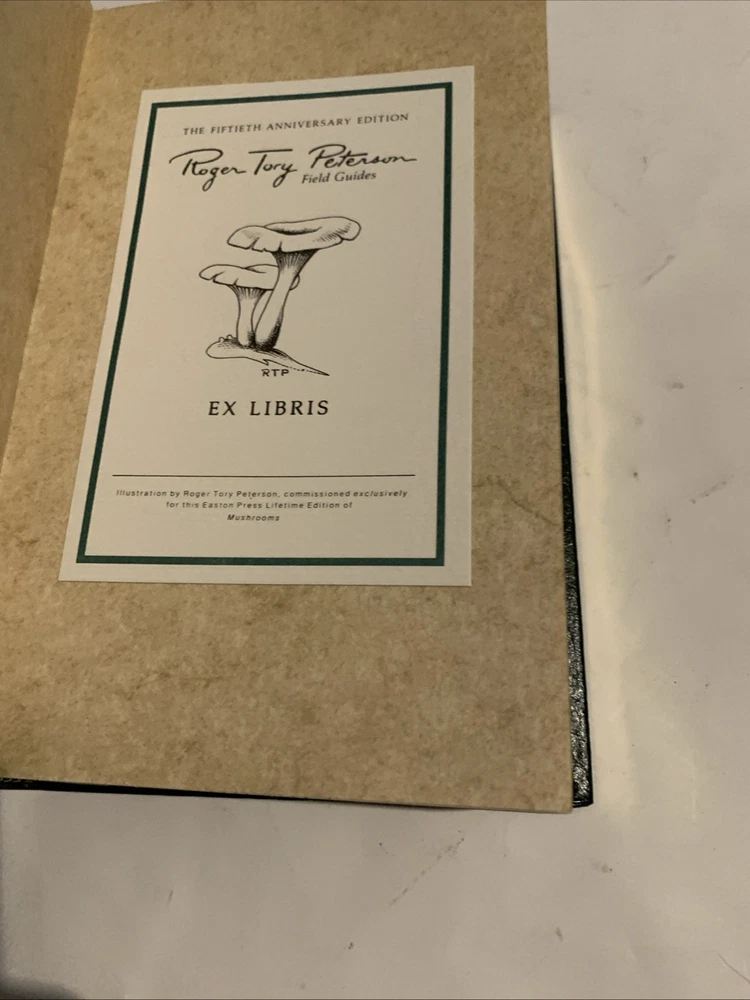 THE FIFTIETH ANNIVERSARY EDITION
Roger Tory Peterson
Field Guides
RTP
EX LIBRIS
Illustration by Roger Tory Peterson, commissioned exclusively
for this Easton Press Lifetime Edition of
Mushrooms